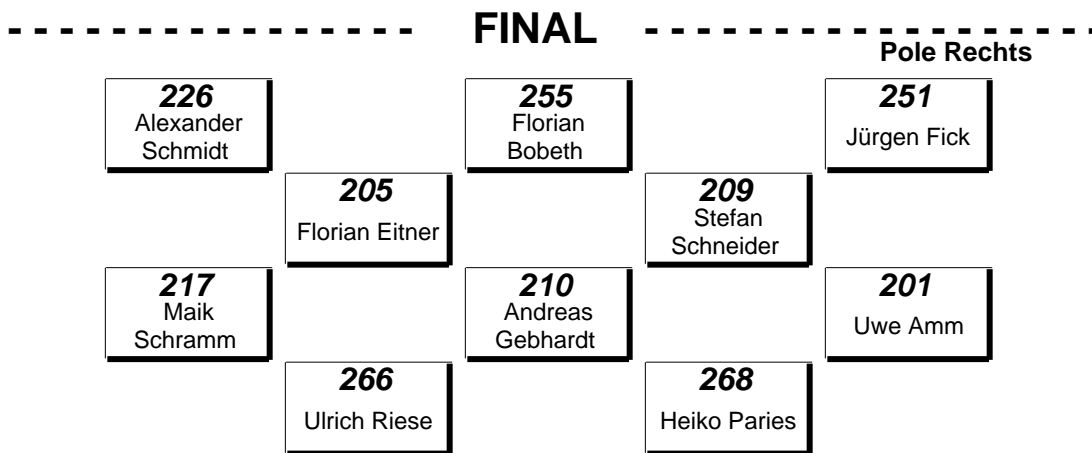 FINAL
Pole Rechts
226
Alexander
Schmidt
255
Florian
Bobeth
251
Jürgen Fick
205
Florian Eitner
209
Stefan
Schneider
217
Maik
Schramm
210
Andreas
Gebhardt
201
Uwe Amm
266
Ulrich Riese
268
Heiko Paries